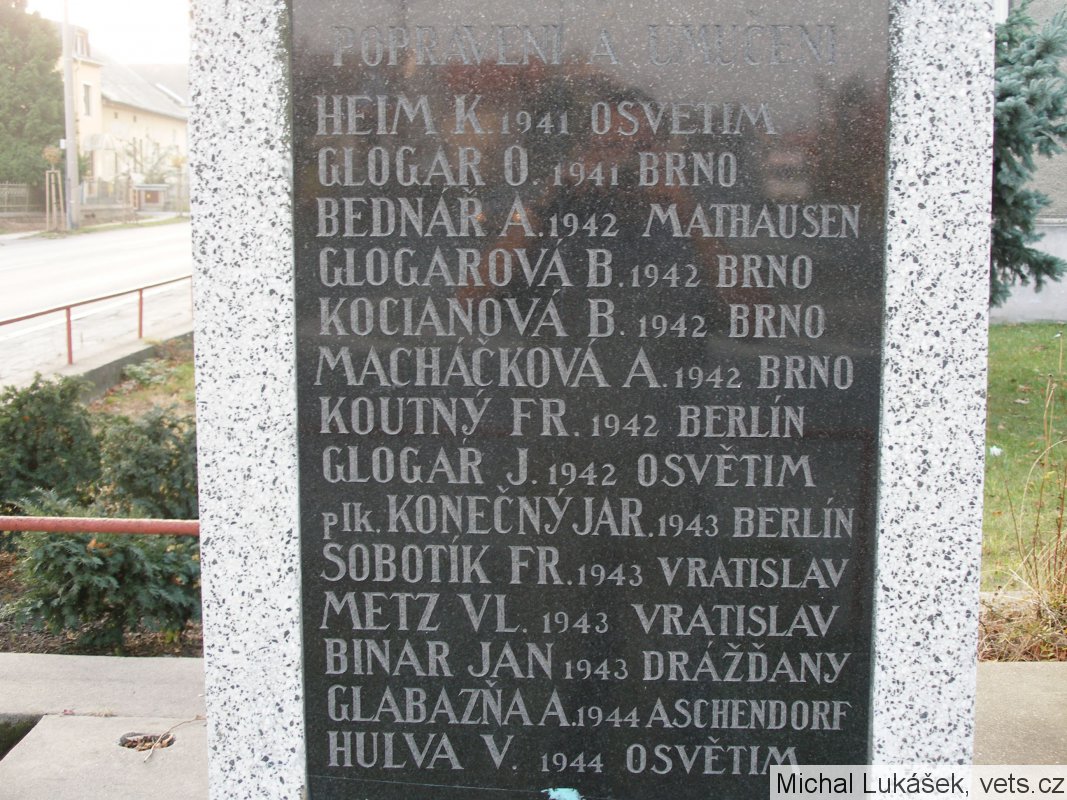 POPRAVENÍ A UMUČENÍ
HEIM K 1941 OSVĚTIM
GLOGAR O. 1941 BRNO
BEDNÁŘ A. 1942 MATHAUSEN
GLOGAROVÁ B. 1942 BRNO
KOCIANOVÁ B. 1942 BRNO
MACHÁČKOVÁ A. 1942 BRNO
KOUTNÝ FR. 1942 BERLÍN
GLOGAR J. 1942 OSVĚTIM
plk. KONEČNÝ JAR. 1943 BERLÍN
SOBOTÍK FR. 1943 VRATISLAV
METZ VL. 1943 VRATISLAV
BINAR JAN 1943 DRÁŽĎANY
GLABAZŇA A. 1944 ASCHENDORF
HULVA V. 1944 OSVĚTIM
Michal Lukášek, vets.cz